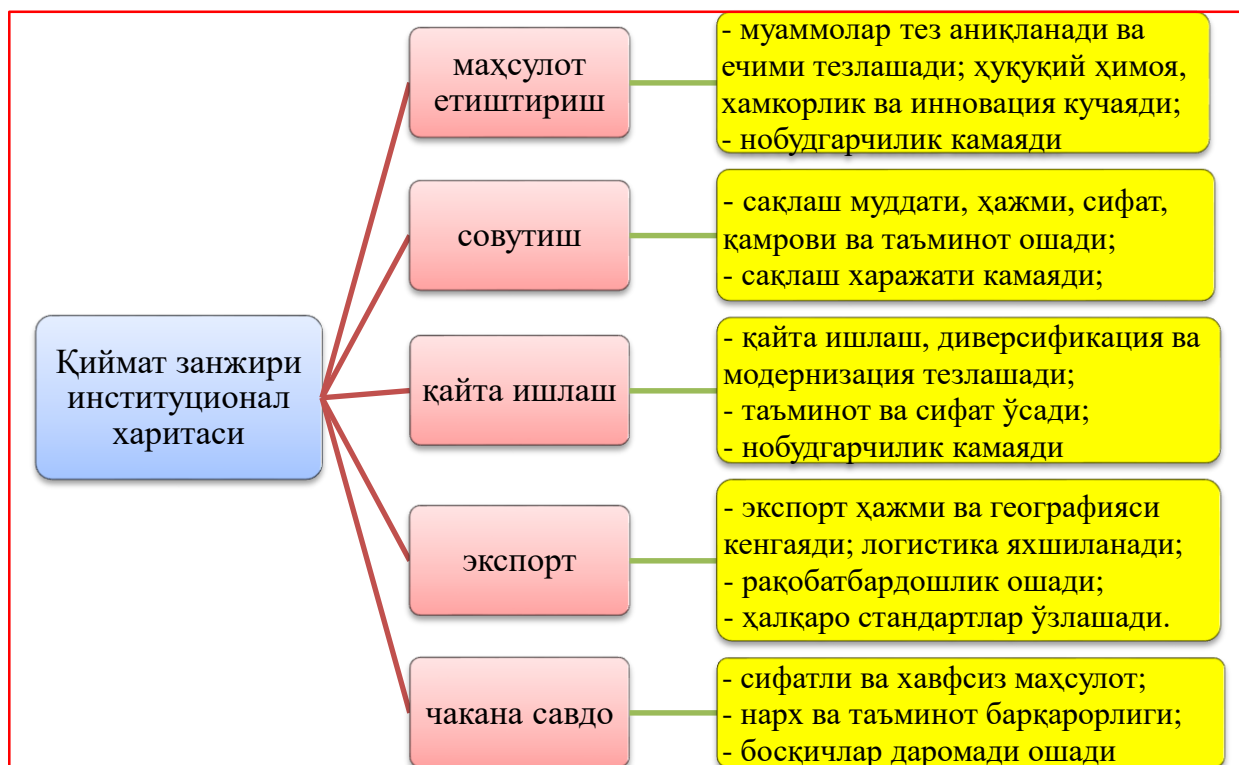 Қиймат занжири
институционал
харитаси
маҳсулот
етиштириш
- муаммолар тез аниқланади ва
ечими тезлашади; ҳуқуқий ҳимоя,
хамкорлик ва инновация кучаяди;
- нобудгарчилик камаяди
совутиш
- сақлаш муддати, ҳажми, сифат,
қамрови ва таъминот ошади;
- сақлаш харажати камаяди;
қайта ишлаш
- қайта ишлаш, диверсификация ва
модернизация тезлашади;
- таъминот ва сифат ўсади;
- нобудгарчилик камаяди
экспорт
- экспорт ҳажми ва географияси
кенгаяди; логистика яхшиланади;
- рақобатбардошлик ошади;
- ҳалқаро стандартлар ўзлашади.
чакана савдо
- сифатли ва хавфсиз маҳсулот;
- нарх ва таъминот барқарорлиги;
- босқичлар даромади ошади